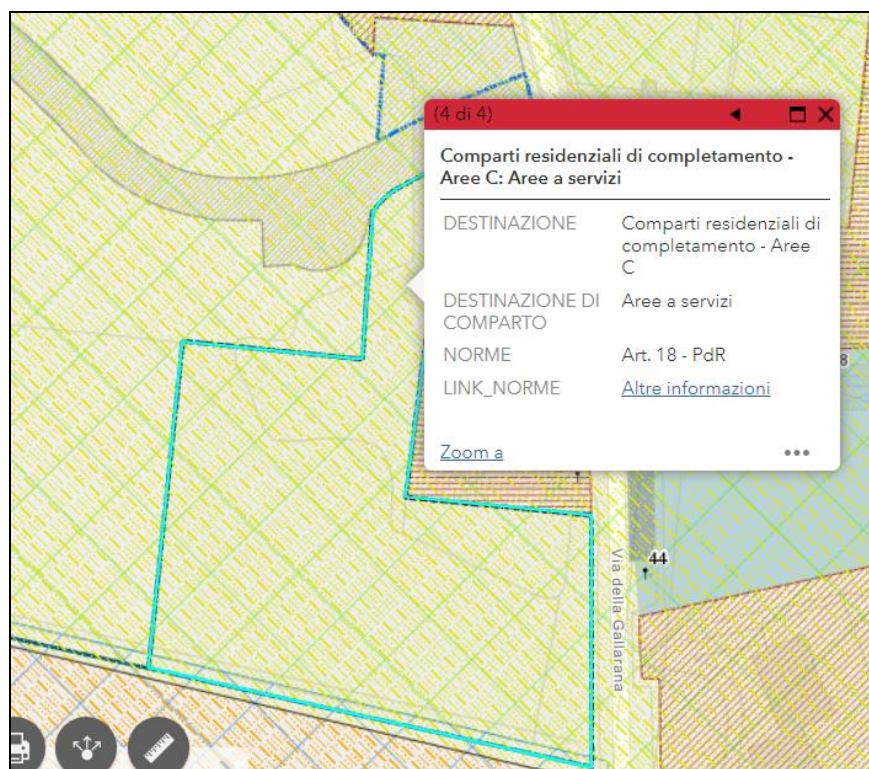 (4 di 4)
Comparti residenziali di completamento -
Aree C: Aree a servizi
DESTINAZIONE
Comparti residenziali di
completamento - Aree
C
DESTINAZIONE DI
COMPARTO
Aree a servizi
NORME
Art. 18 - PdR
LINK_NORME
Altre informazioni
Zoom a
8
44
Via della Gallarana